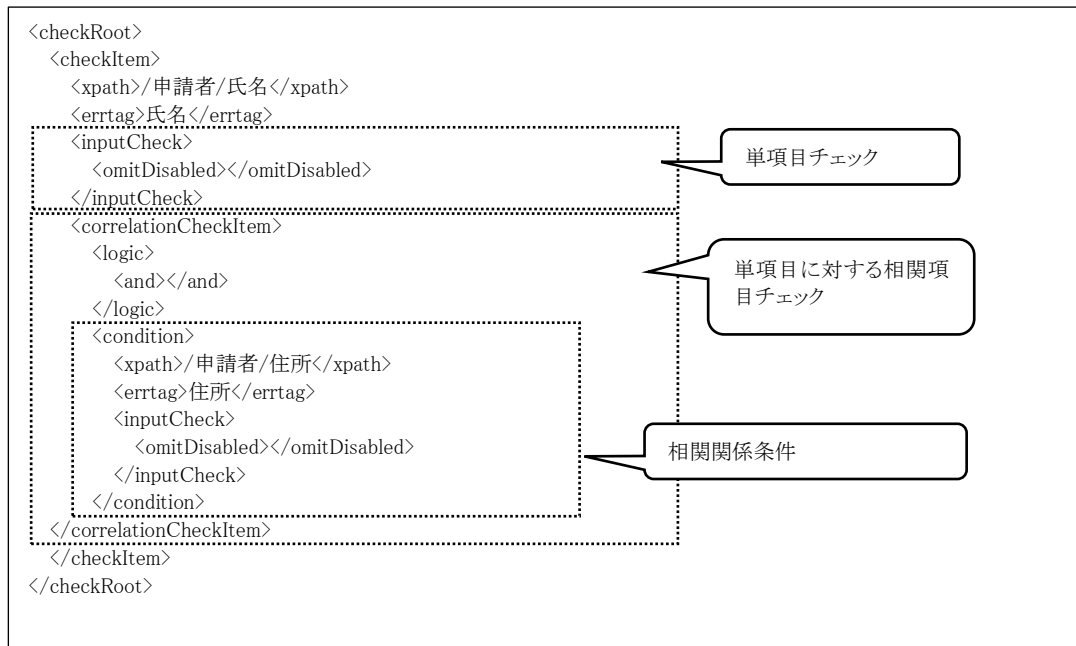 <checkRoot>
<checkItem>
<xpath>/申請者/氏名</xpath>
<errtag>氏名</errtag>
<inputCheck>
<omitDisabled></omitDisabled>
</inputCheck>
単項目チェック
<correlationCheckItem>
<logic>
<and></and>
</logic>
単項目に対する相関項
目チェック
<condition>
<xpath>/申請者/住所</xpath>
<errtag>住所</errtag>
<inputCheck>
<omitDisabled></omitDisabled>
</inputCheck>
</condition>
相関関係条件
</correlationCheckItem>
</checkItem>
</checkRoot>